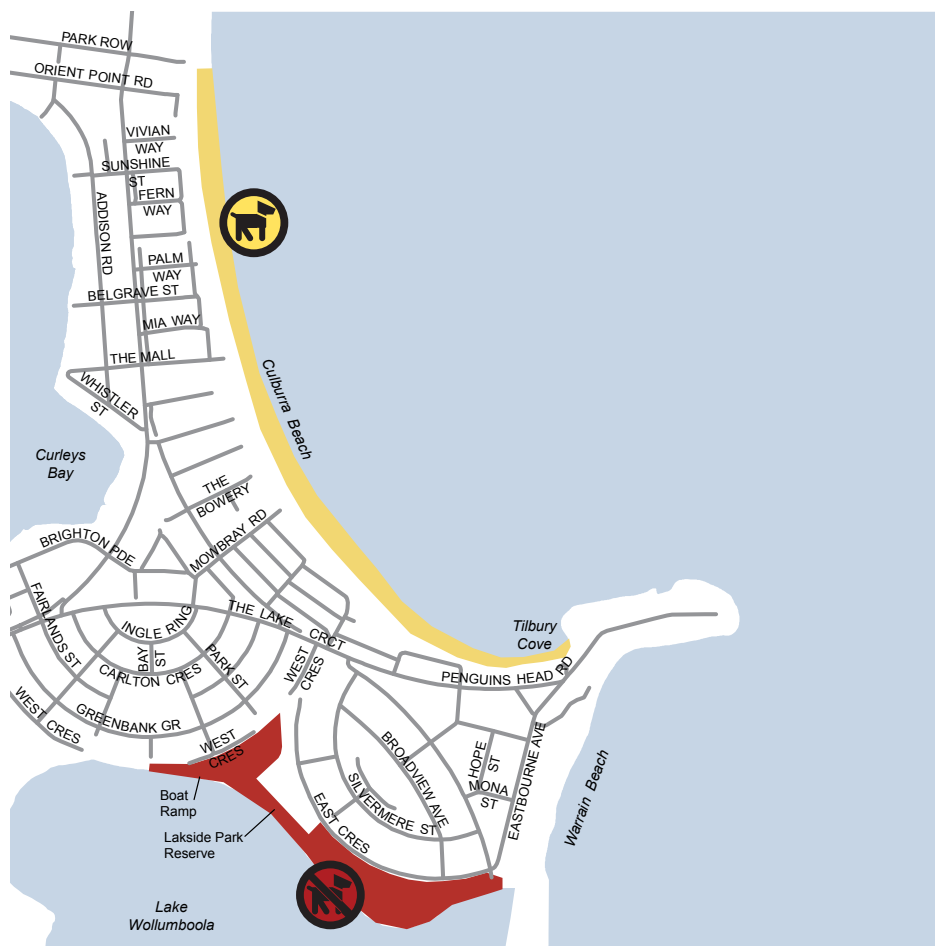 PARK ROW
ORIENT POINT RD
VIVIAN
WAY
SUNSHINE
ST
FERN
WAY
ADDISON RD
PALM
WAY
BELGRAVE ST
MIA WAY
THE MALL
WHISTLER
ST
Culburra Beach
Curleys
Bay
THE
BOWERY
MOWBRAY RD
BRIGHTON PDE
FAIRLANDS ST
INGLE RING
THE LAKE CRCT
Tilbury
Cove
BAY
ST
PARK ST
CARLTON CRES
WEST
CRES
PENGUINS HEAD RD
WEST CRES
GREENBANK GR
WEST
CRES
BROADVIEW AVE
HOPE
ST
MONA
ST
EASTBOURNE AVE
Warrain Beach
SILVERMERE ST
EAST CRES
Boat
Ramp
Lakside Park
Reserve
Lake
Wollumboola